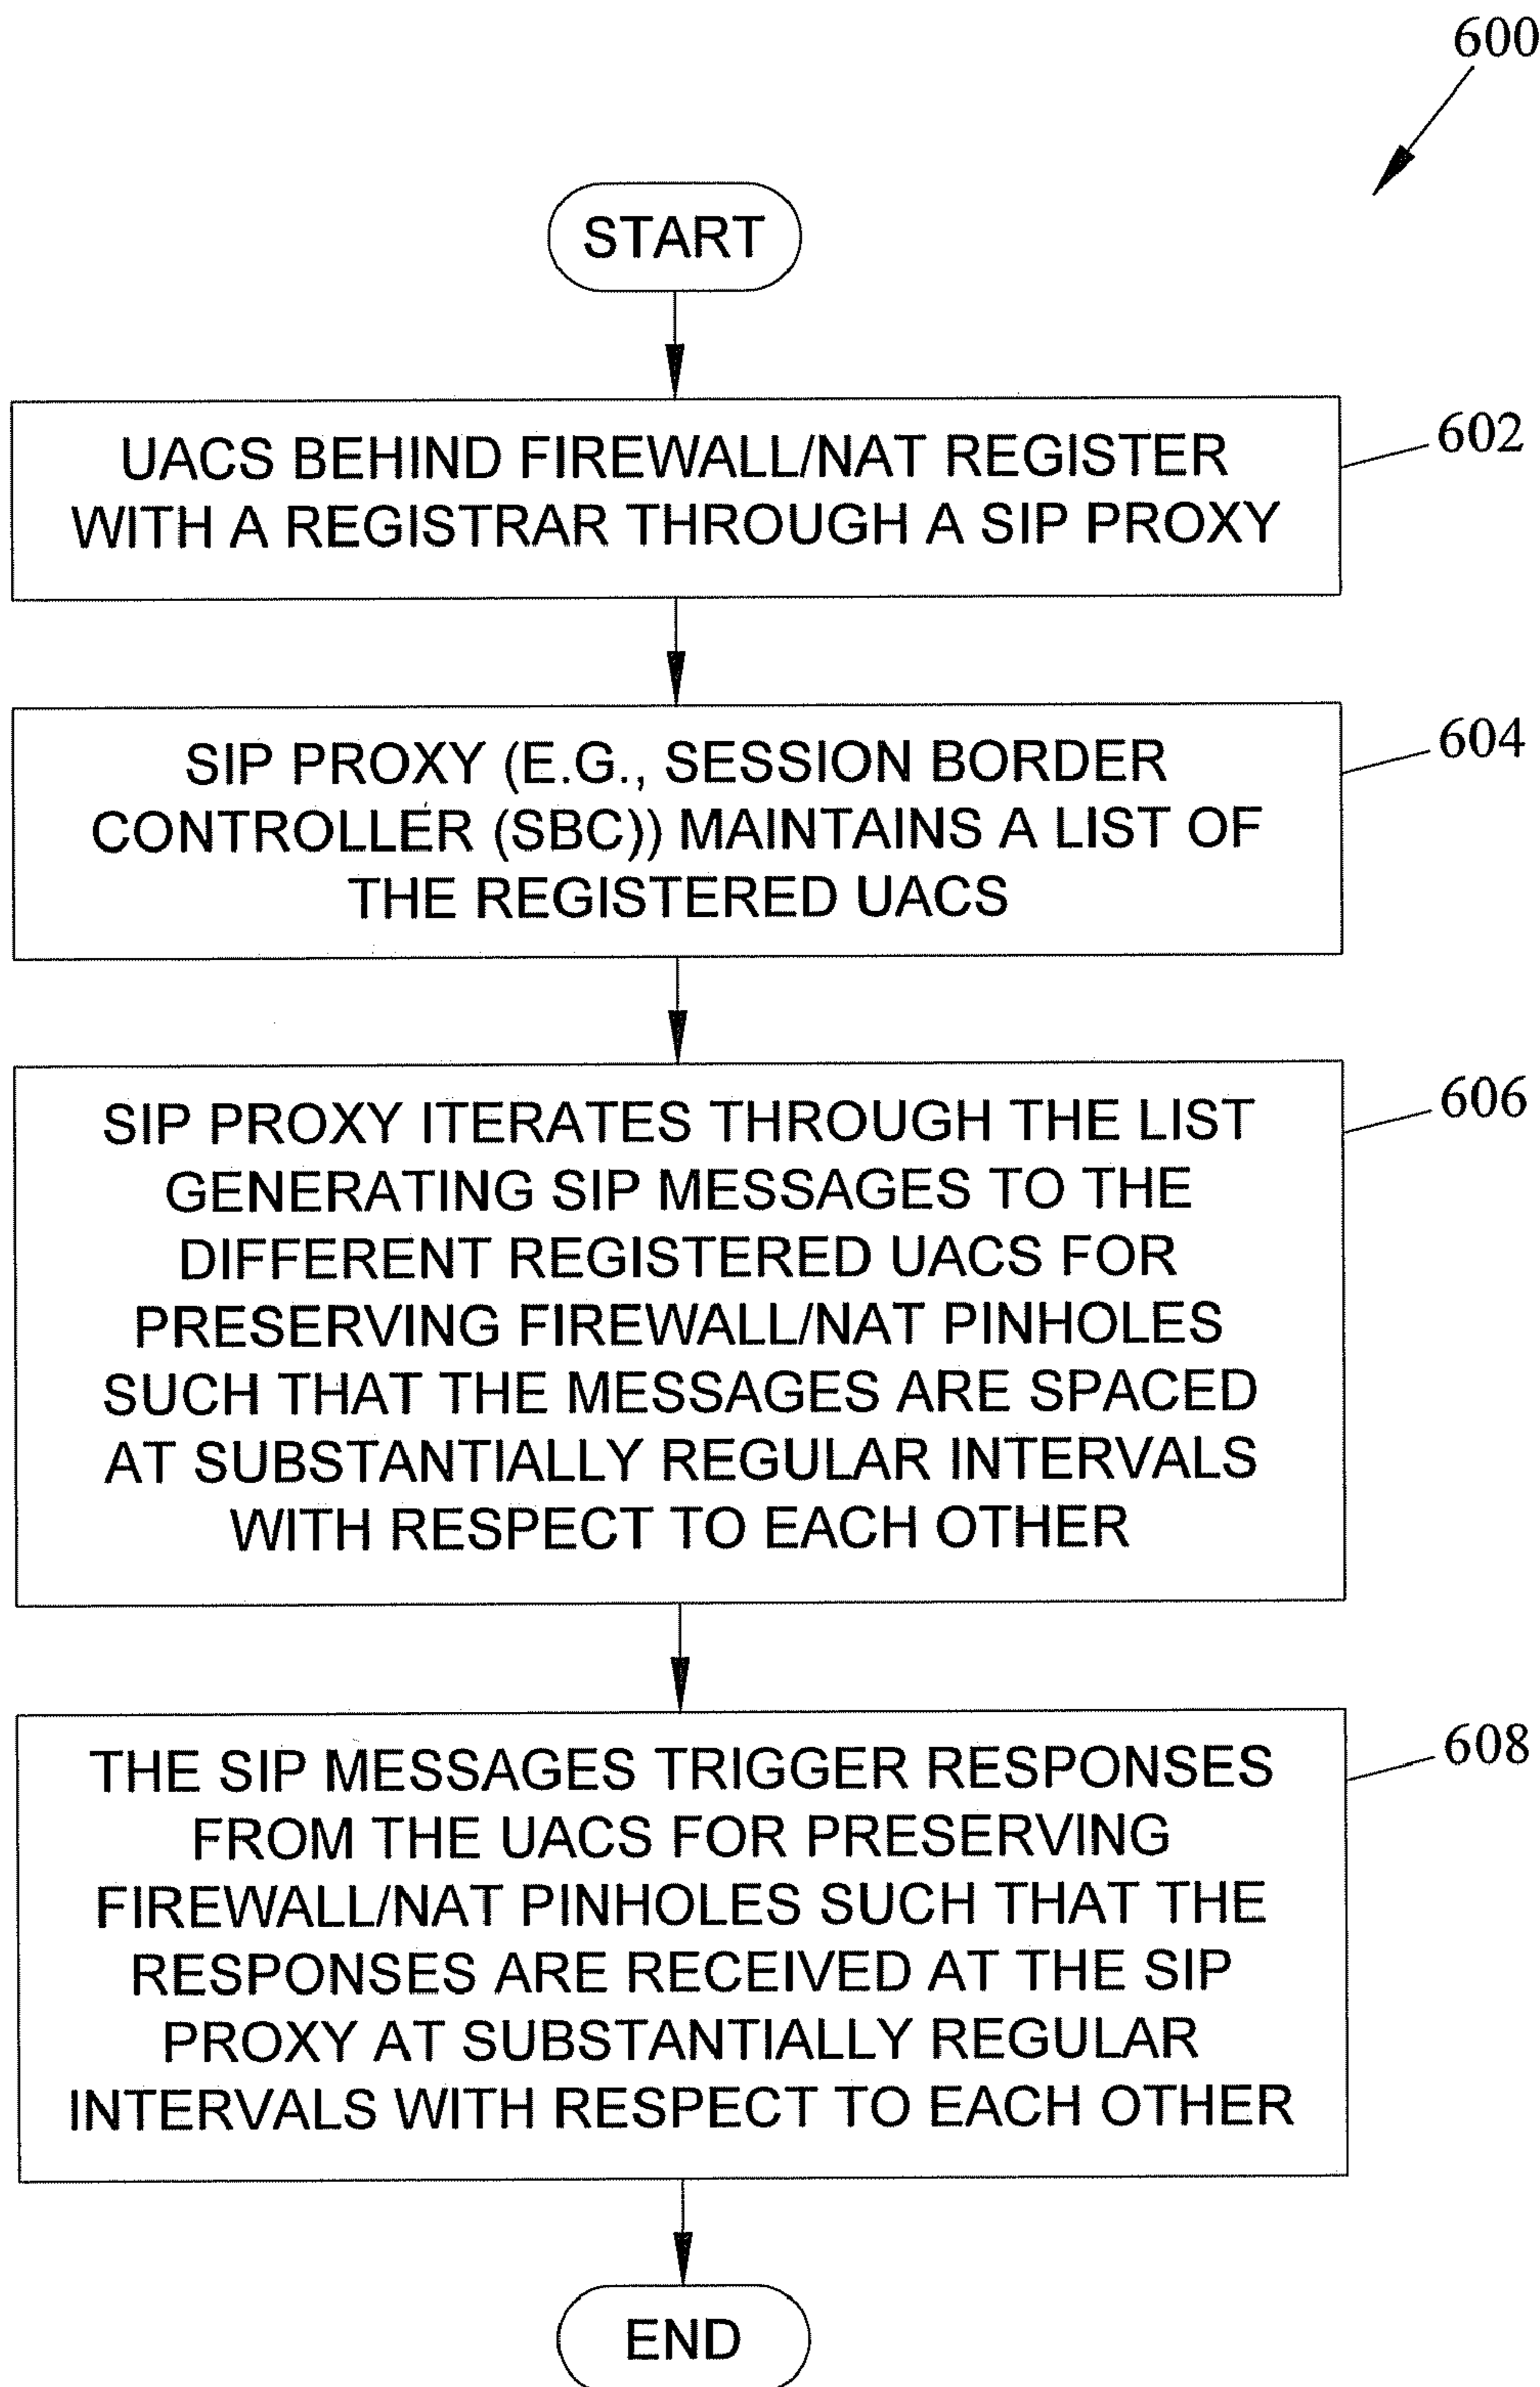 600
START
UACS BEHIND FIREWALL/NAT REGISTER
WITH A REGISTRAR THROUGH A SIP PROXY
602
SIP PROXY (E.G., SESSION BORDER
CONTROLLER (SBC)) MAINTAINS A LIST OF
THE REGISTERED UACS
604
SIP PROXY ITERATES THROUGH THE LIST
GENERATING SIP MESSAGES TO THE
DIFFERENT REGISTERED UACS FOR
PRESERVING FIREWALL/NAT PINHOLES
SUCH THAT THE MESSAGES ARE SPACED
AT SUBSTANTIALLY REGULAR INTERVALS
WITH RESPECT TO EACH OTHER
606
THE SIP MESSAGES TRIGGER RESPONSES
FROM THE UACS FOR PRESERVING
FIREWALL/NAT PINHOLES SUCH THAT THE
RESPONSES ARE RECEIVED AT THE SIP
PROXY AT SUBSTANTIALLY REGULAR
INTERVALS WITH RESPECT TO EACH OTHER
608
END